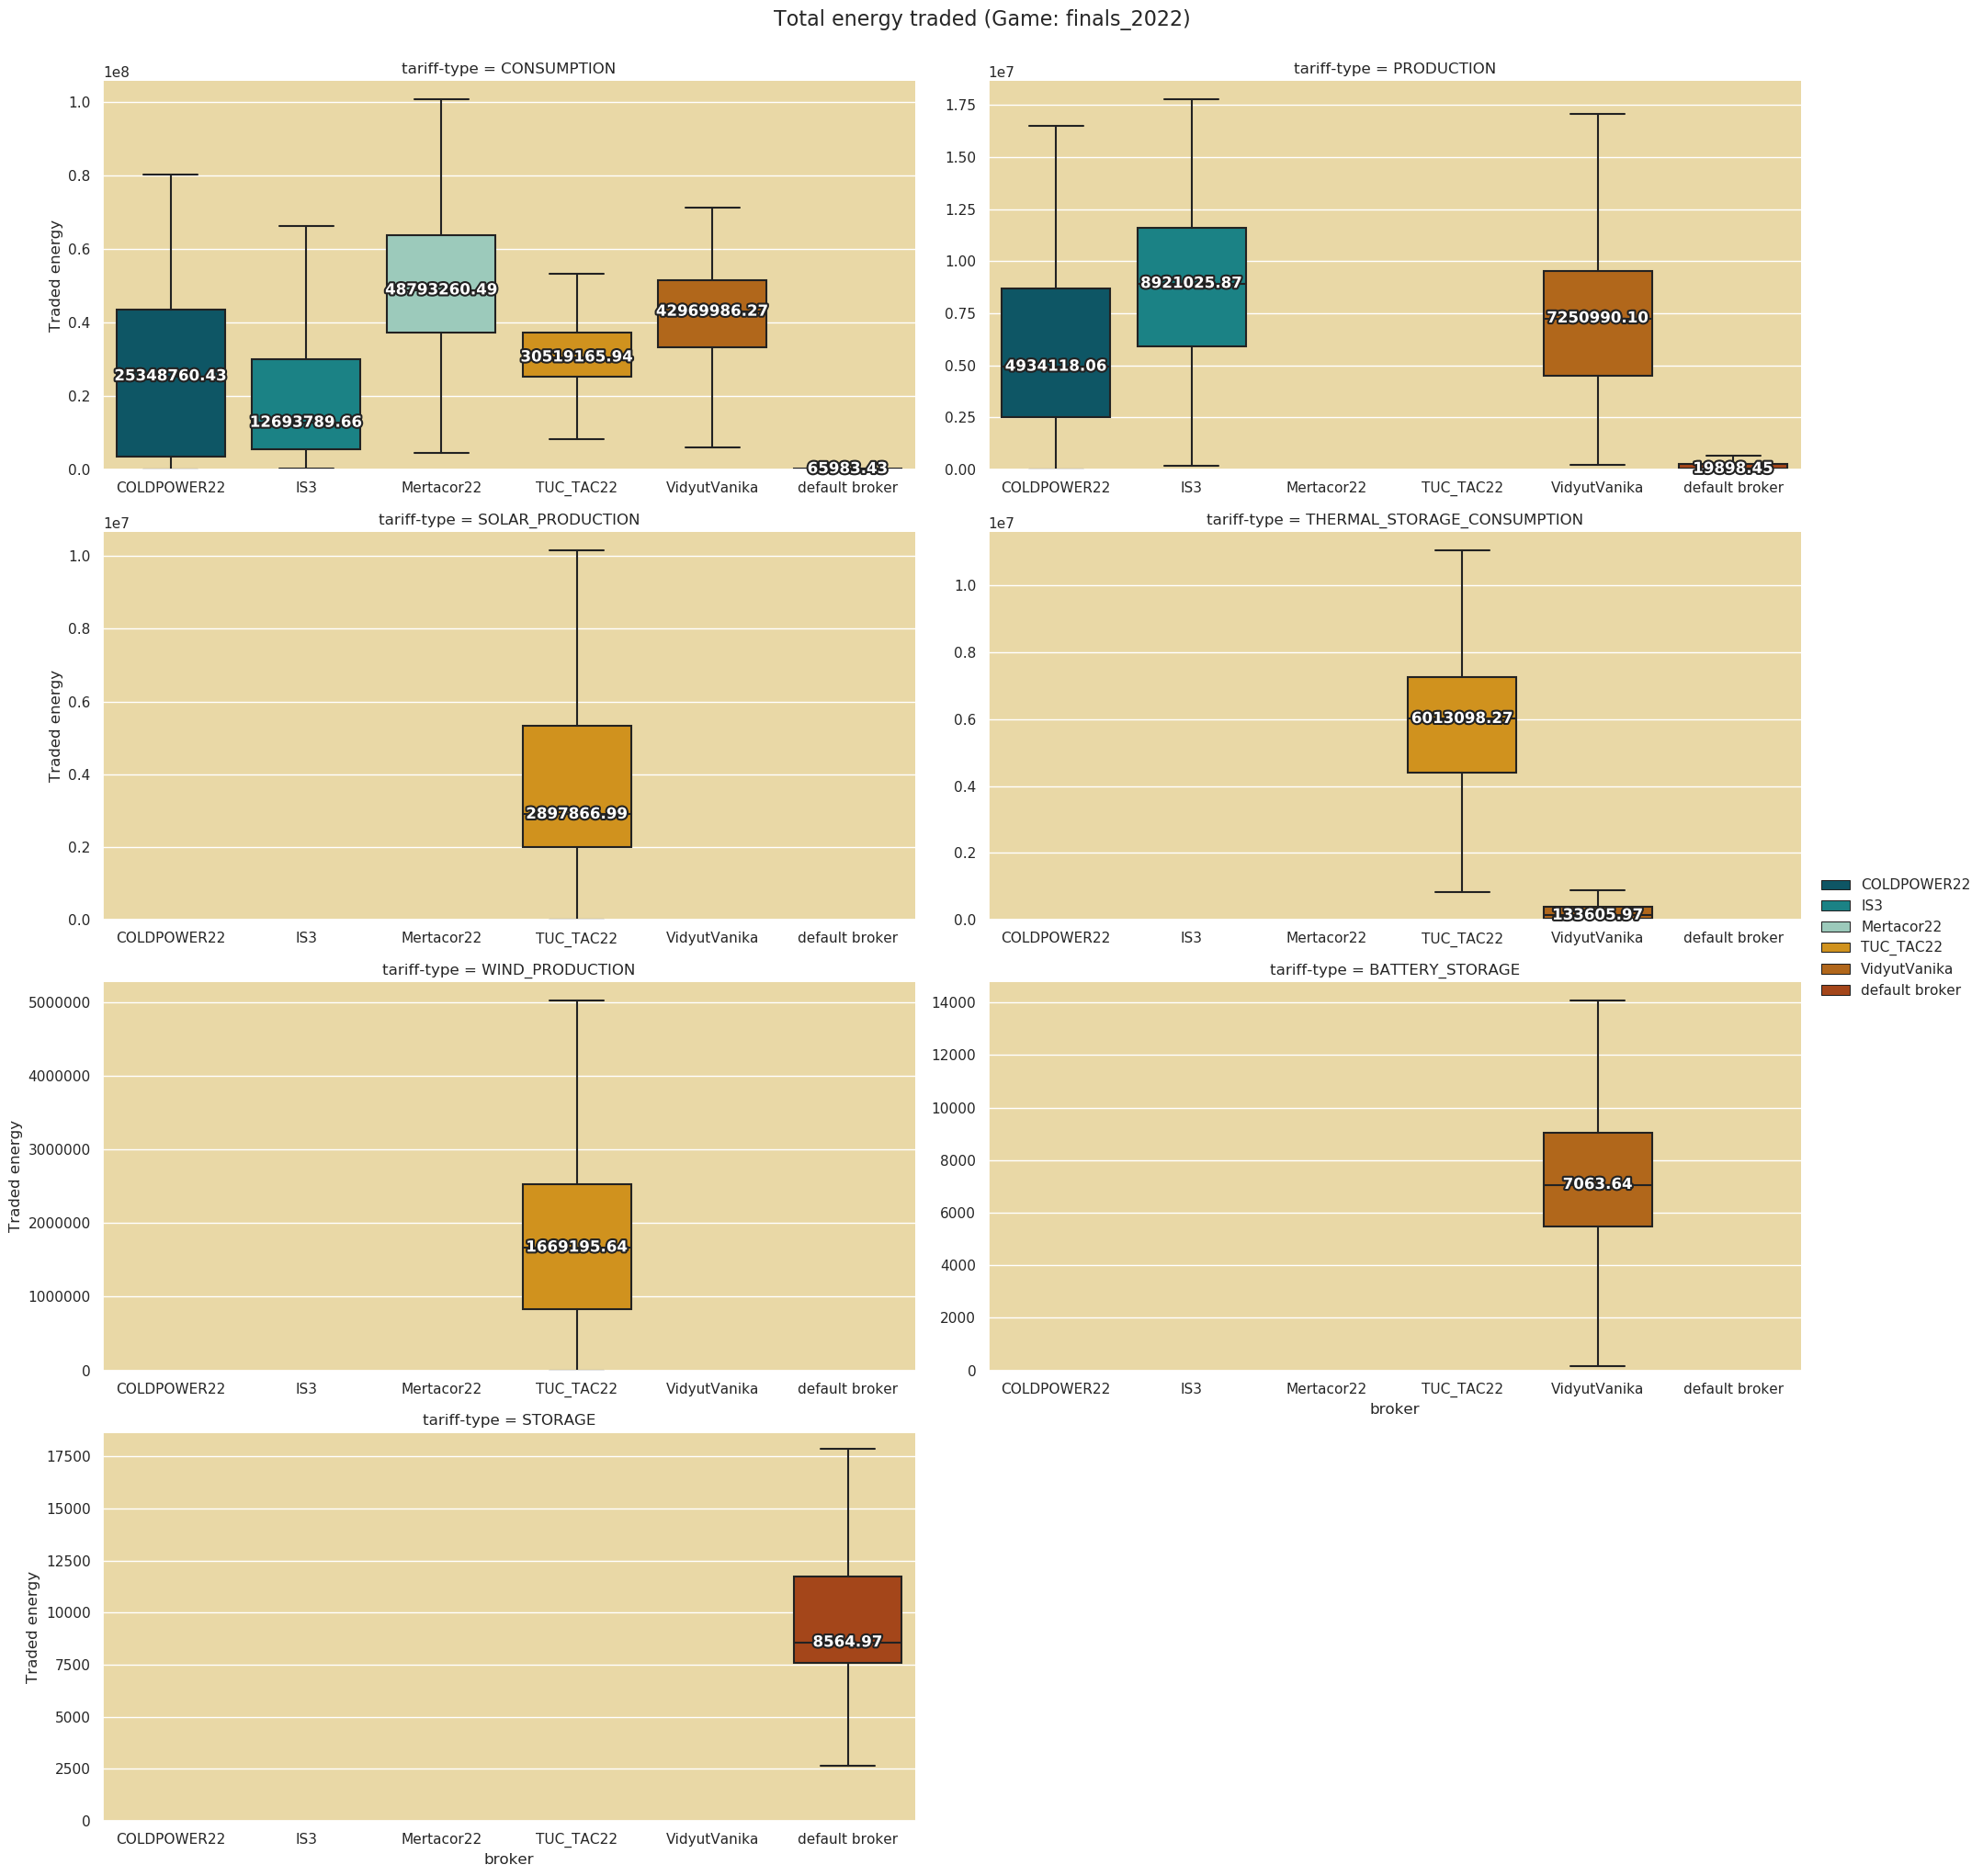 Total energy traded (Game: finals_2022)
tariff-type = CONSUMPTION
1e8
Traded energy
1.0
0.8
0.6
0.4
0.2
0.0
25348760.43
12693789.66
48793260.49
30519165.94
42969986.27
65983.43
COLDPOWER22 IS3 Mertacor22 TUC_TAC22 VidyutVanika default broker
tariff-type = PRODUCTION
1e7
1.75
1.50
1.25
1.00
0.75
0.50
0.25
0.00
4934118.06
8921025.87
7250990.10
19898.45
COLDPOWER22 IS3 Mertacor22 TUC_TAC22 VidyutVanika default broker
tariff-type = SOLAR_PRODUCTION
1e7
Traded energy
1.0
0.8
0.6
0.4
0.2
0.0
2897866.99
COLDPOWER22 IS3 Mertacor22 TUC_TAC22 VidyutVanika default broker
tariff-type = THERMAL_STORAGE_CONSUMPTION
1e7
1.0
0.8
0.6
0.4
0.2
0.0
6013098.27
133605.97
COLDPOWER22 IS3 Mertacor22 TUC_TAC22 VidyutVanika default broker
COLDPOWER22
IS3
Mertacor22
TUC_TAC22
VidyutVanika
default broker
tariff-type = WIND_PRODUCTION
Traded energy
5000000
4000000
3000000
2000000
1000000
0
1669195.64
COLDPOWER22 IS3 Mertacor22 TUC_TAC22 VidyutVanika default broker
tariff-type = BATTERY_STORAGE
14000
12000
10000
8000
6000
4000
2000
0
7063.64
COLDPOWER22 IS3 Mertacor22 TUC_TAC22 VidyutVanika default broker
broker
tariff-type = STORAGE
Traded energy
17500
15000
12500
10000
7500
5000
2500
0
8564.97
COLDPOWER22 IS3 Mertacor22 TUC_TAC22 VidyutVanika default broker
broker